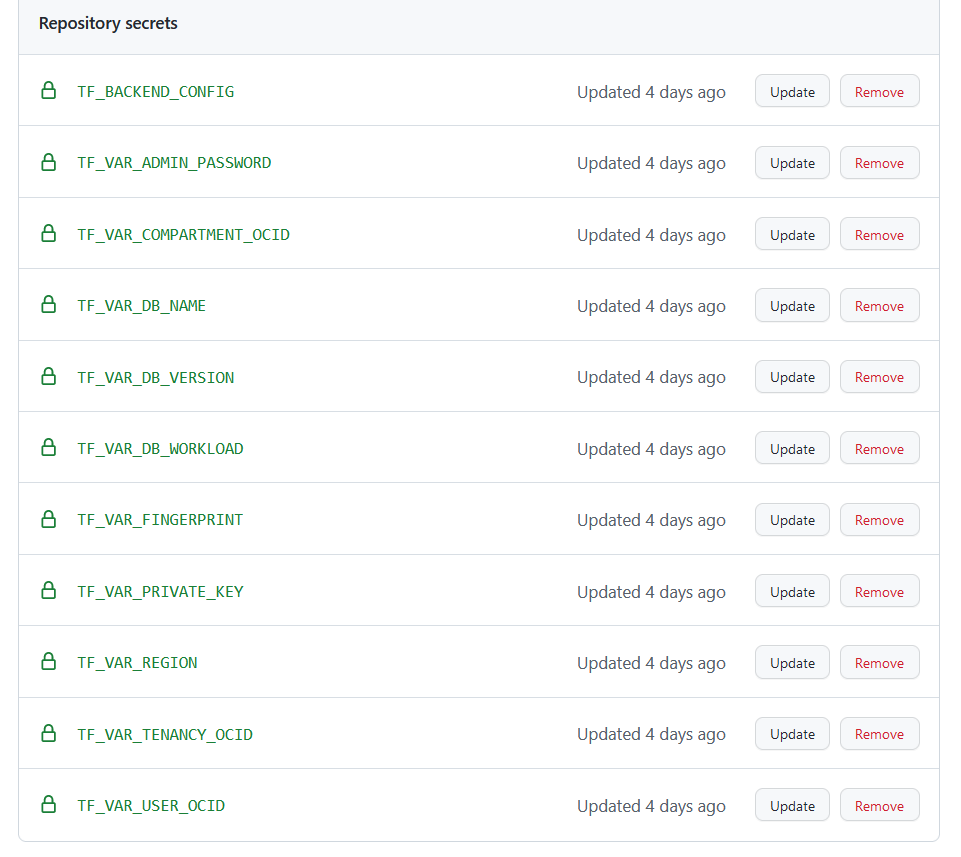 Repository secrets
TF_BACKEND_CONFIG Updated 4 days ago Update Remove
TF_VAR_ADMIN_PASSWORD Updated 4 days ago Update Remove
TF_VAR_COMPARTMENT_OCID Updated 4 days ago Update Remove
TF_VAR_DB_NAME Updated 4 days ago Update Remove
TF_VAR_DB_VERSION Updated 4 days ago Update Remove
TF_VAR_DB_WORKLOAD Updated 4 days ago Update Remove
TF_VAR_FINGERPRINT Updated 4 days ago Update Remove
TF_VAR_PRIVATE_KEY Updated 4 days ago Update Remove
TF_VAR_REGION Updated 4 days ago Update Remove
TF_VAR_TENANCY_OCID Updated 4 days ago Update Remove
TF_VAR_USER_OCID Updated 4 days ago Update Remove